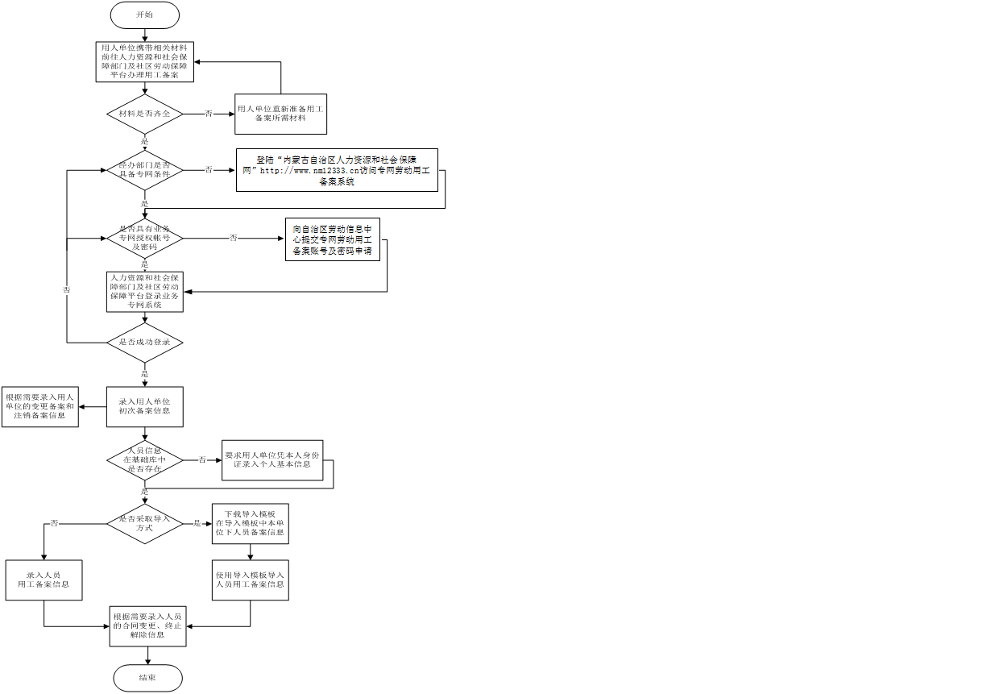 开始
用人单位携带相关材料
前往人力资源和社会保
障部门及社区劳动保障
平台办理用工备案
材料是否齐全
否
用人单位重新准备用工
备案所需材料
是
经办部门是否
具备专网条件
否
登陆“内蒙古自治区人力资源和社会保障
网”http://www.nm12333.cn访问专网劳动用工
备案系统
是
是否具有业务
专网授权帐号
及密码
否
向自治区劳动信息中
心提交专网劳动用工
备案账号及密码申请
是
人力资源和社会保
障部门及社区劳动
保障平台登录业务
专网系统
否
是否成功登录
是
根据需要录入用人
单位的变更备案和
注销备案信息
录入用人单位
初次备案信息
人员信息
在基础库中
是否存在
否
要求用人单位凭本人身份
证录入个人基本信息
是
是否采取导入
方式
否
是
下载导入模板
在导入模板中本单
位下人员备案信息
录入人员
用工备案信息
使用导入模板导入
人员用工备案信息
根据需要录入人员
的合同变更、终止
解除信息
结束